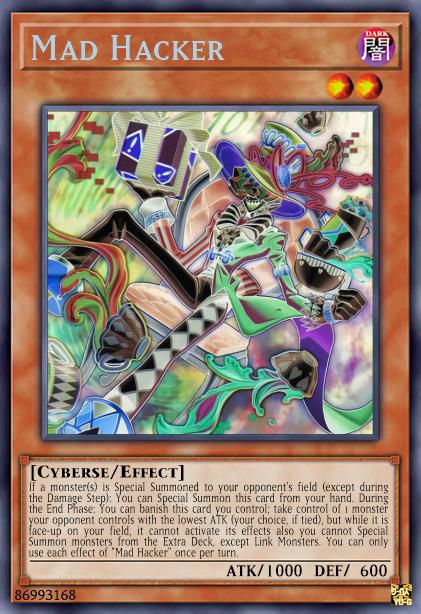 MAD HACKER
DARK
闇
[CYBERSE/EFFECT]
If a monster(s) is Special Summoned to your opponent's field (except during
the Damage Step): You can Special Summon this card from your hand. During
the End Phase: You can banish this card you control; take control of 1 monster
your opponent controls with the lowest ATK (your choice, if tied), but while it is
face-up on your field, it cannot activate its effects also you cannot Special
Summon monsters from the Extra Deck, except Link Monsters. You can only
use each effect of "Mad Hacker" once per turn.
ATK/1000 DEF/ 600
86993168